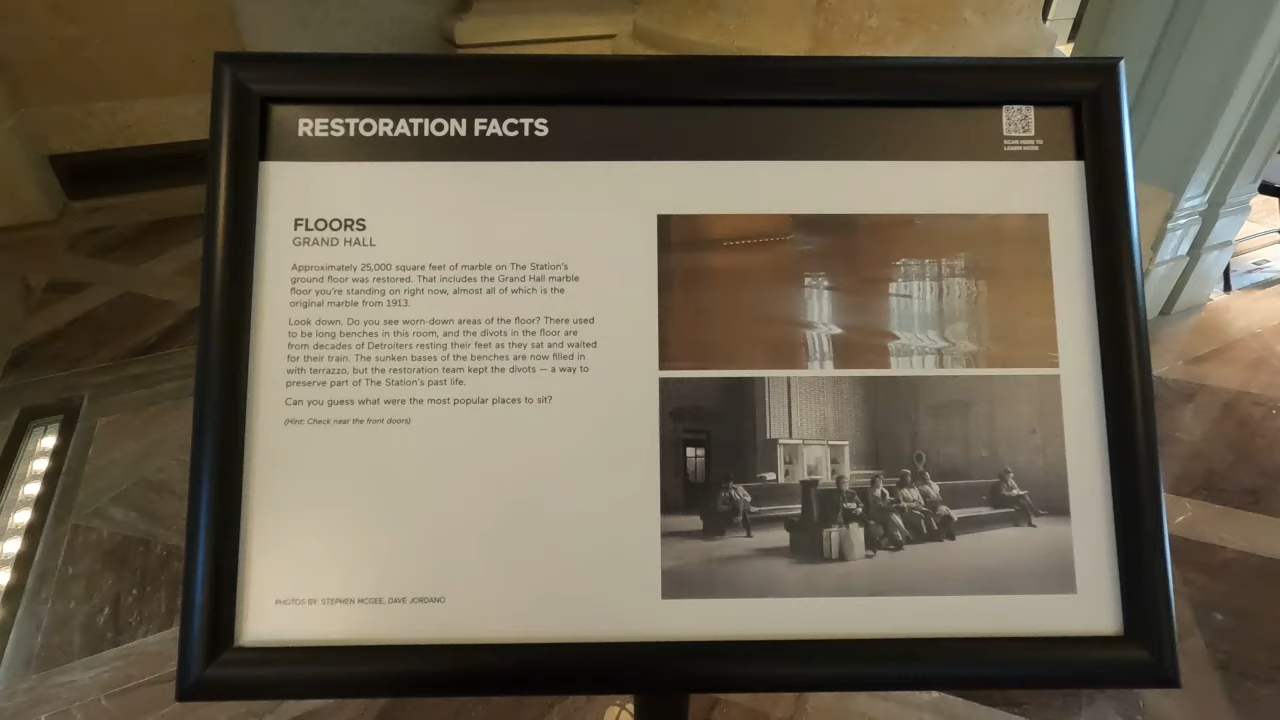 RESTORATION FACTS
SCAN HERE TO
LEARN MORE
FLOORS
GRAND HALL
Approximately 25,000 square feet of marble on The Station's
ground floor was restored. That includes the Grand Hall marble
floor you're standing on right now, almost all of which is the
original marble from 1913.
Look down. Do you see worn-down areas of the floor? There used
to be long benches in this room, and the divots in the floor are
from decades of Detroiters resting their feet as they sat and waited
for their train. The sunken bases of the benches are now filled in
with terrazzo, but the restoration team kept the divots — a way to
preserve part of The Station's past life.
Can you guess what were the most popular places to sit?
(Hint: Check near the front doors)
PHOTOS BY: STEPHEN MCGEE, DAVE JORDANO